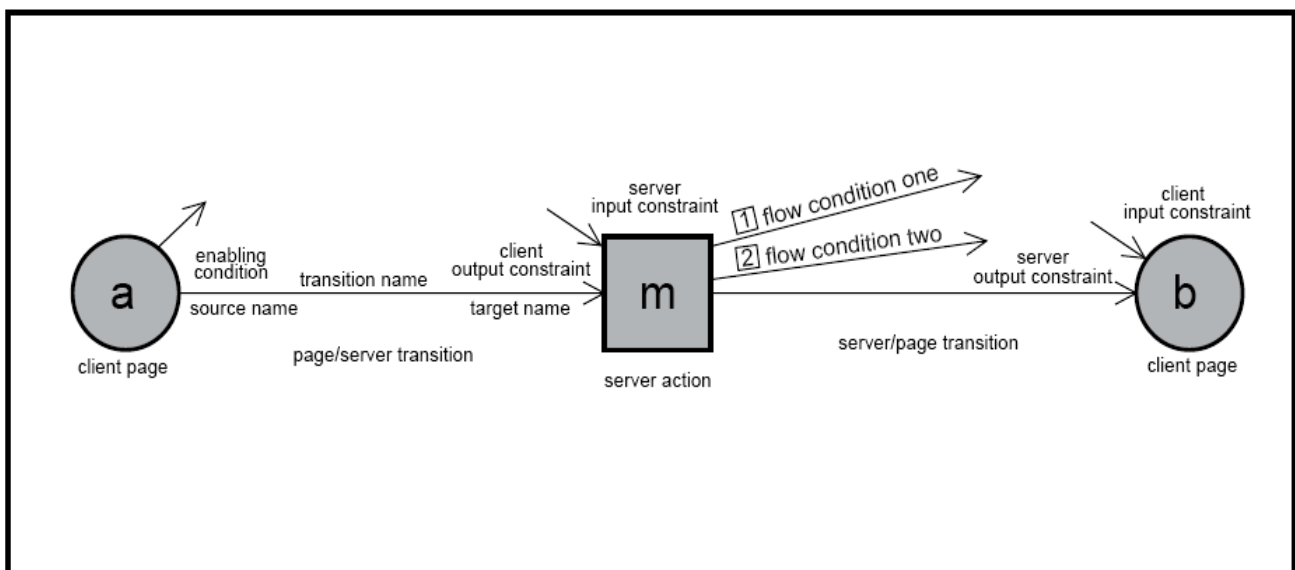 enabling
condition
a
source name
client page
transition name
page/server transition
client
output constraint
target name
server
input constraint
m
server action
1 flow condition one
2 flow condition two
server
output constraint
server/page transition
client
input constraint
b
client page